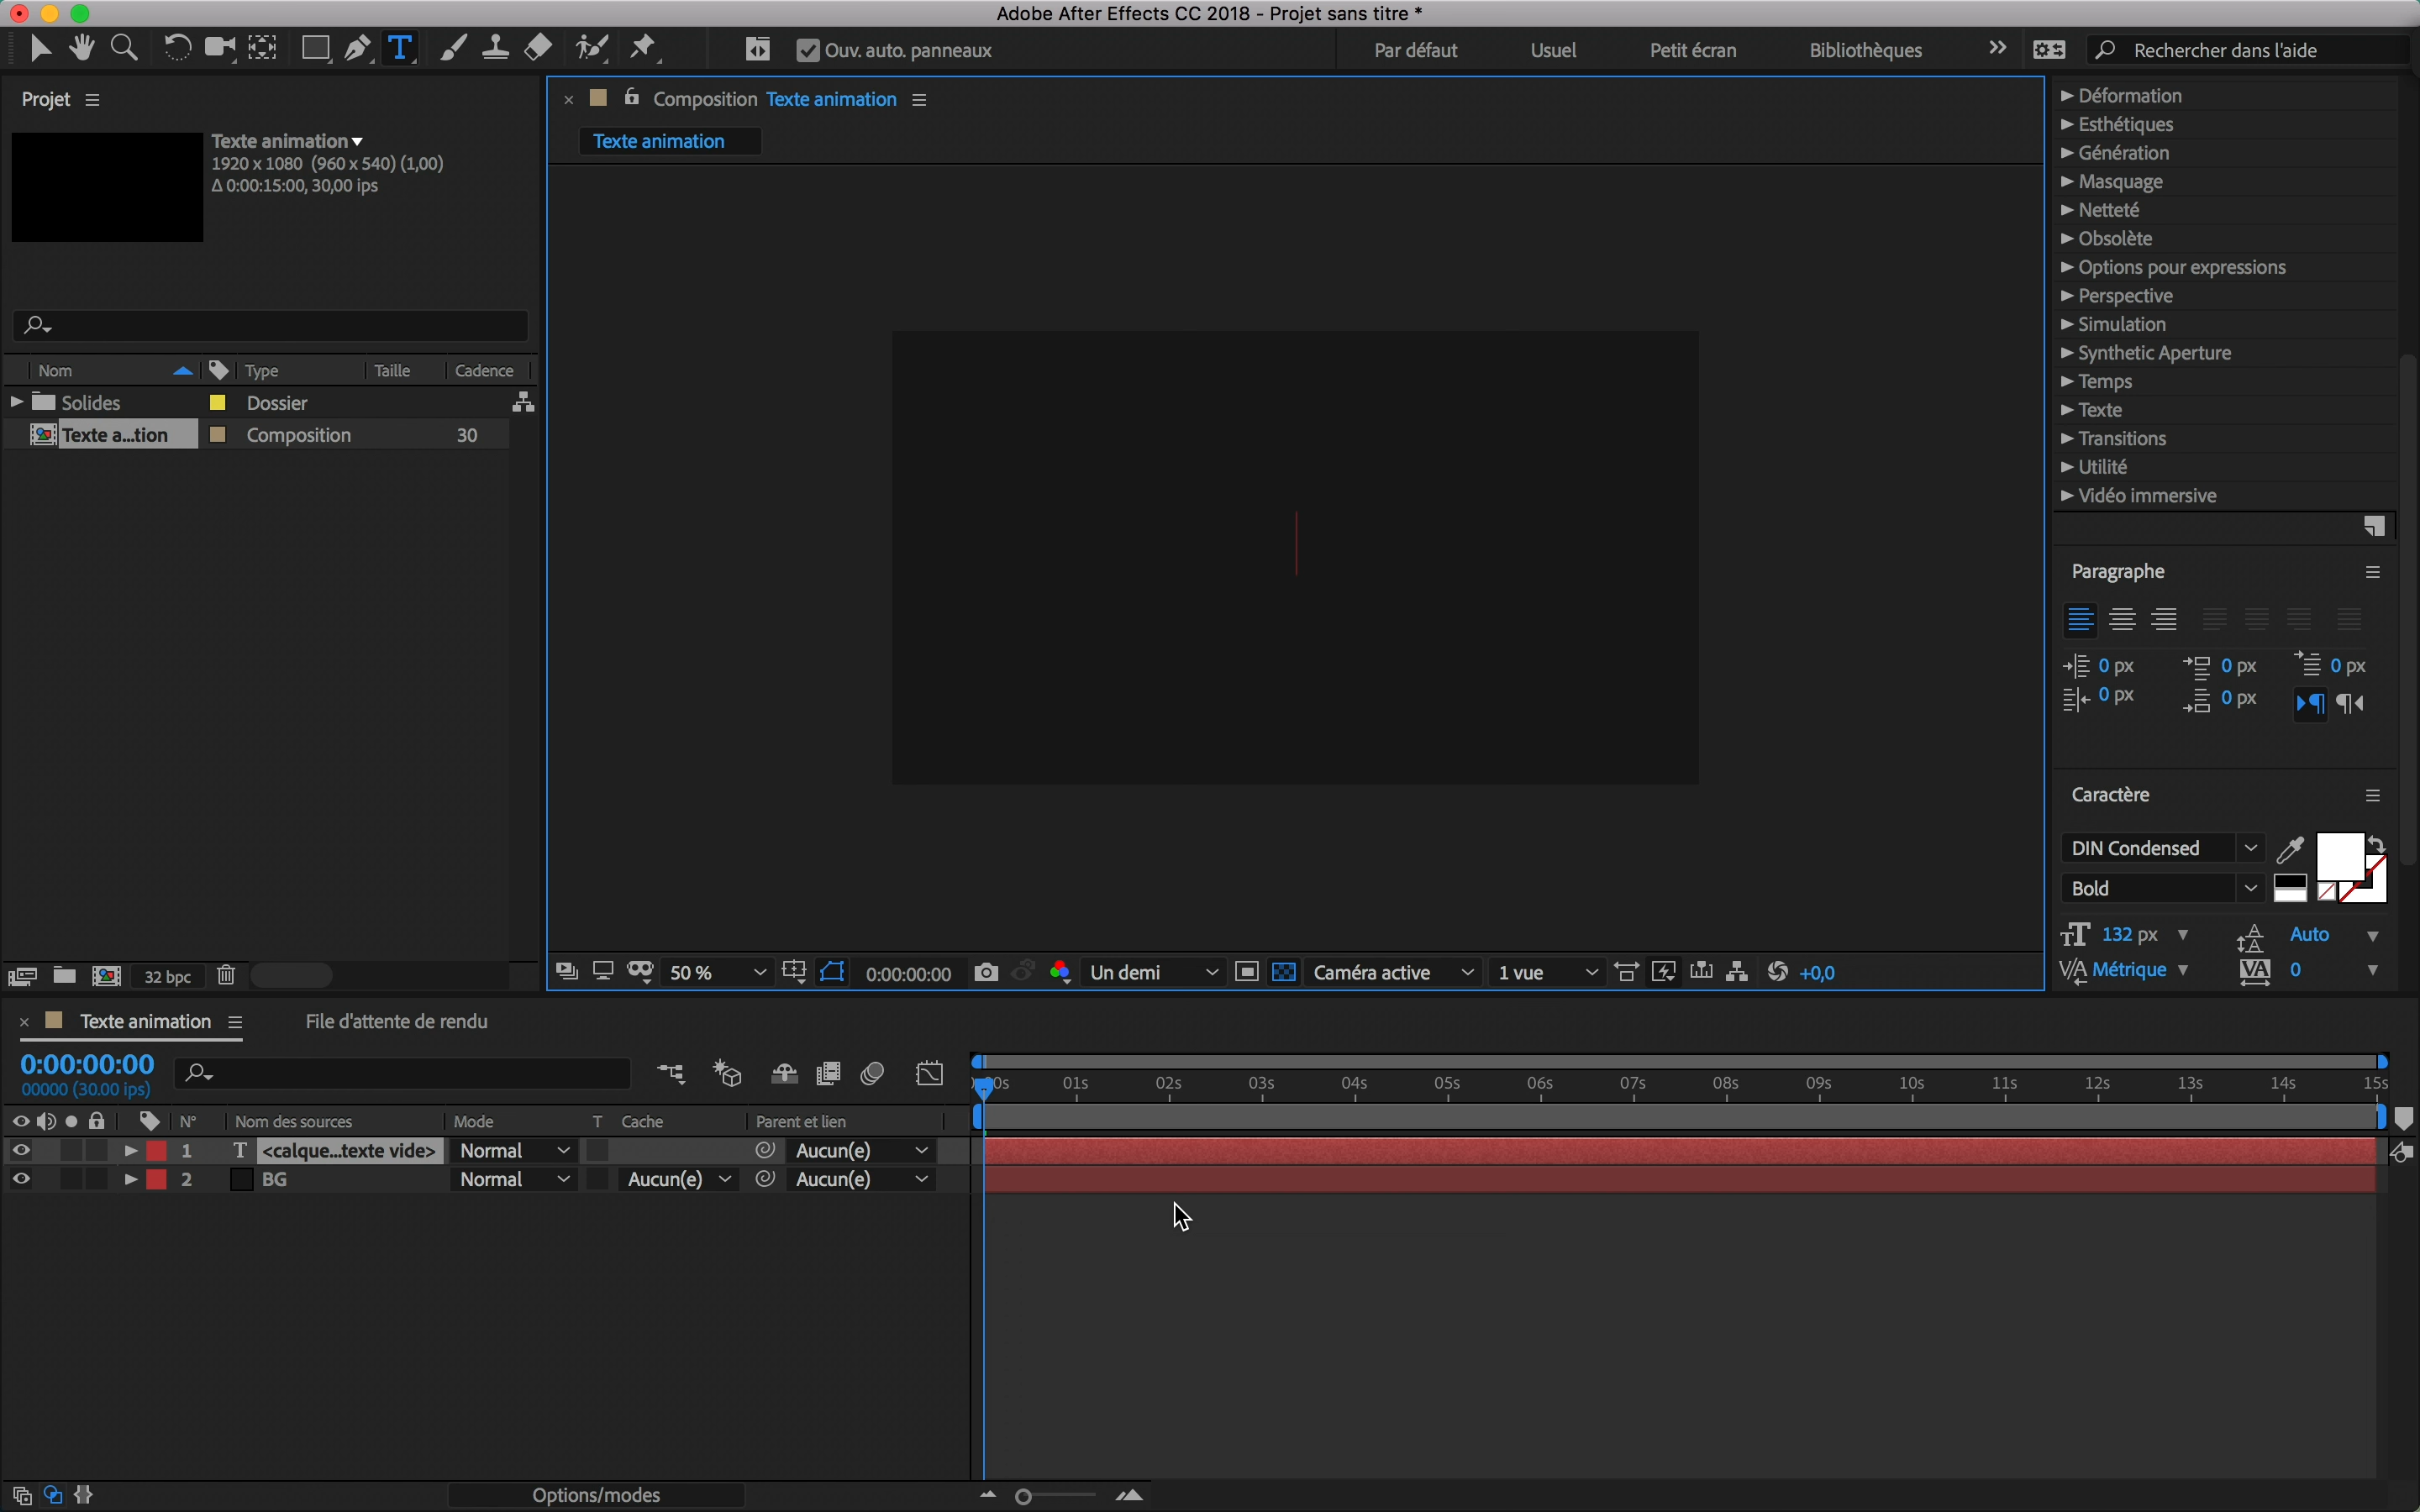 Adobe After Effects CC 2018 - Projet sans titre *
Ouv. auto. panneaux
Par défaut
Usuel
Petit écran
Bibliothèques
Rechercher dans l'aide
Projet
Texte animation
1920 x 1080 (960 x 540) (1,00)
Δ 0:00:15:00, 30,00 ips
Nom
Type
Taille
Cadence
Solides
Dossier
Texte a...tion
Composition
30
32 bpc
Composition Texte animation
Texte animation
50 %
0:00:00:00
Un demi
Caméra active
1 vue
+0,0
Déformation
Esthétiques
Génération
Masquage
Netteté
Obsolète
Options pour expressions
Perspective
Simulation
Synthetic Aperture
Temps
Texte
Transitions
Utilité
Vidéo immersive
Paragraphe
0 px
0 px
0 px
0 px
0 px
Caractère
DIN Condensed
Bold
132 px
Auto
Métrique
0
Texte animation
File d'attente de rendu
0:00:00:00
00000 (30.00 ips)
01s 02s 03s 04s 05s 06s 07s 08s 09s 10s 11s 12s 13s 14s 15s
N° Nom des sources Mode T Cache Parent et lien
1 T <calque...texte vide> Normal Aucun(e)
2 BG Normal Aucun(e) Aucun(e)
Options/modes